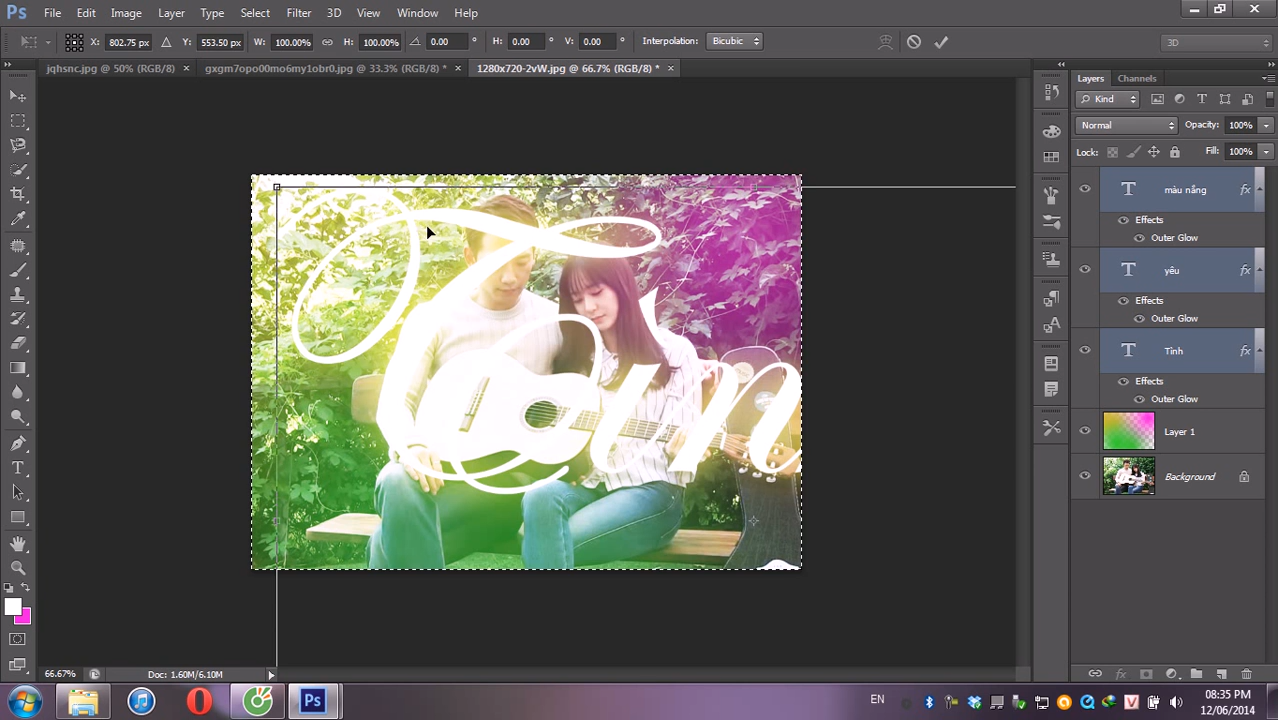 Ps File Edit Image Layer Type Select Filter 3D View Window Help
X: 802.75 px Y: 553.50 px W: 100.00% H: 100.00% 0.00 ° H: 0.00 ° V: 0.00 ° Interpolation: Bicubic 3D
jqhsnc.jpg @ 50% (RGB/8) × gxgm7opo00mo6my1obr0.jpg @ 33.3% (RGB/8) * × 1280x720-2vW.jpg @ 66.7% (RGB/8) * ×
Layers Channels
Kind
Normal Opacity: 100%
Lock: Fill: 100%
màu nắng fx
Effects
Outer Glow
yêu fx
Effects
Outer Glow
Tình fx
Effects
Outer Glow
Layer 1
Background
66.67% Doc: 1.60M/6.10M
Ps EN 08:35 PM
12/06/2014